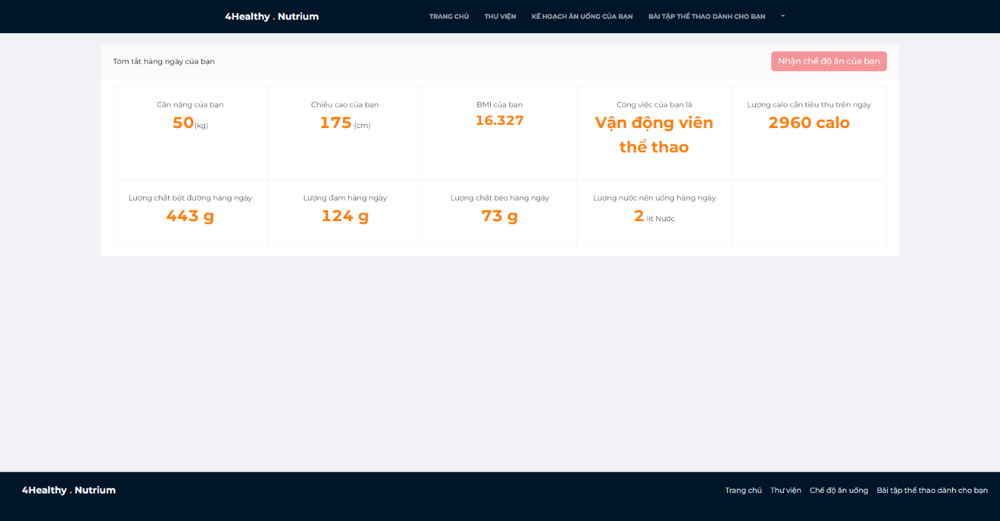 4Healthy . Nutrium
TRANG CHỦ THƯ VIỆN KẾ HOẠCH ĂN UỐNG CỦA BẠN BÀI TẬP THỂ THAO DÀNH CHO BẠN
Tóm tắt hàng ngày của bạn
Nhận chế độ ăn của bạn
Cân nặng của bạn
50(kg)
Chiều cao của bạn
175 (cm)
BMI của bạn
16.327
Công việc của bạn là
Vận động viên
thể thao
Lượng calo cần tiêu thụ trên ngày
2960 calo
Lượng chất bột đường hàng ngày
443 g
Lượng đạm hàng ngày
124 g
Lượng chất béo hàng ngày
73 g
Lượng nước nên uống hàng ngày
2 lít Nước
4Healthy . Nutrium
Trang chủ Thư viện Chế độ ăn uống Bài tập thể thao dành cho bạn